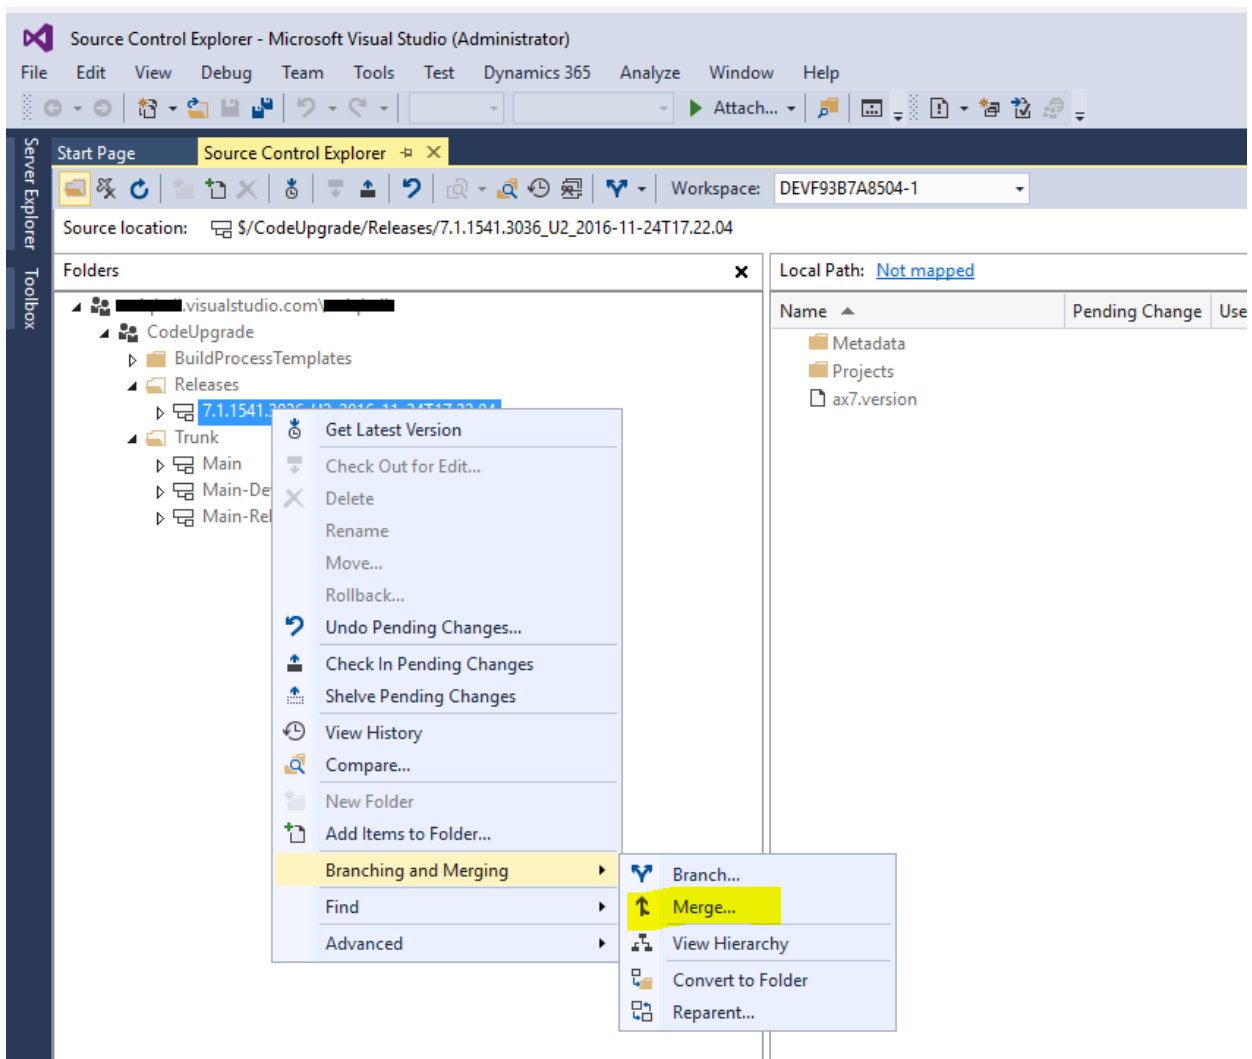 Source Control Explorer - Microsoft Visual Studio (Administrator)
File Edit View Debug Team Tools Test Dynamics 365 Analyze Window Help
Attach...
Server Explorer
Toolbox
Start Page Source Control Explorer
Workspace: DEVF93B7A8504-1
Source location: $/CodeUpgrade/Releases/7.1.1541.3036_U2_2016-11-24T17.22.04
Folders
Local Path: Not mapped
.visualstudio.com\
CodeUpgrade
BuildProcessTemplates
Releases
7.1.1541.3036_U2_2016-11-24T17.22.04
Trunk
Main
Main-De
Main-Rel
Name Pending Change Use
Metadata
Projects
ax7.version
Get Latest Version
Check Out for Edit...
Delete
Rename
Move...
Rollback...
Undo Pending Changes...
Check In Pending Changes
Shelve Pending Changes
View History
Compare...
New Folder
Add Items to Folder...
Branching and Merging
Find
Advanced
Branch...
Merge...
View Hierarchy
Convert to Folder
Reparent...